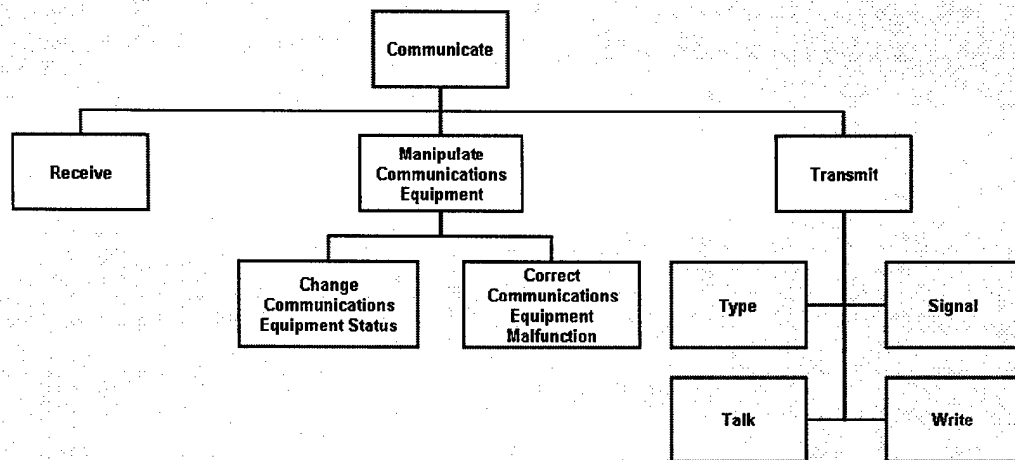 Communicate
Receive
Manipulate
Communications
Equipment
Transmit
Change
Communications
Equipment Status
Correct
Communications
Equipment
Malfunction
Type
Signal
Talk
Write